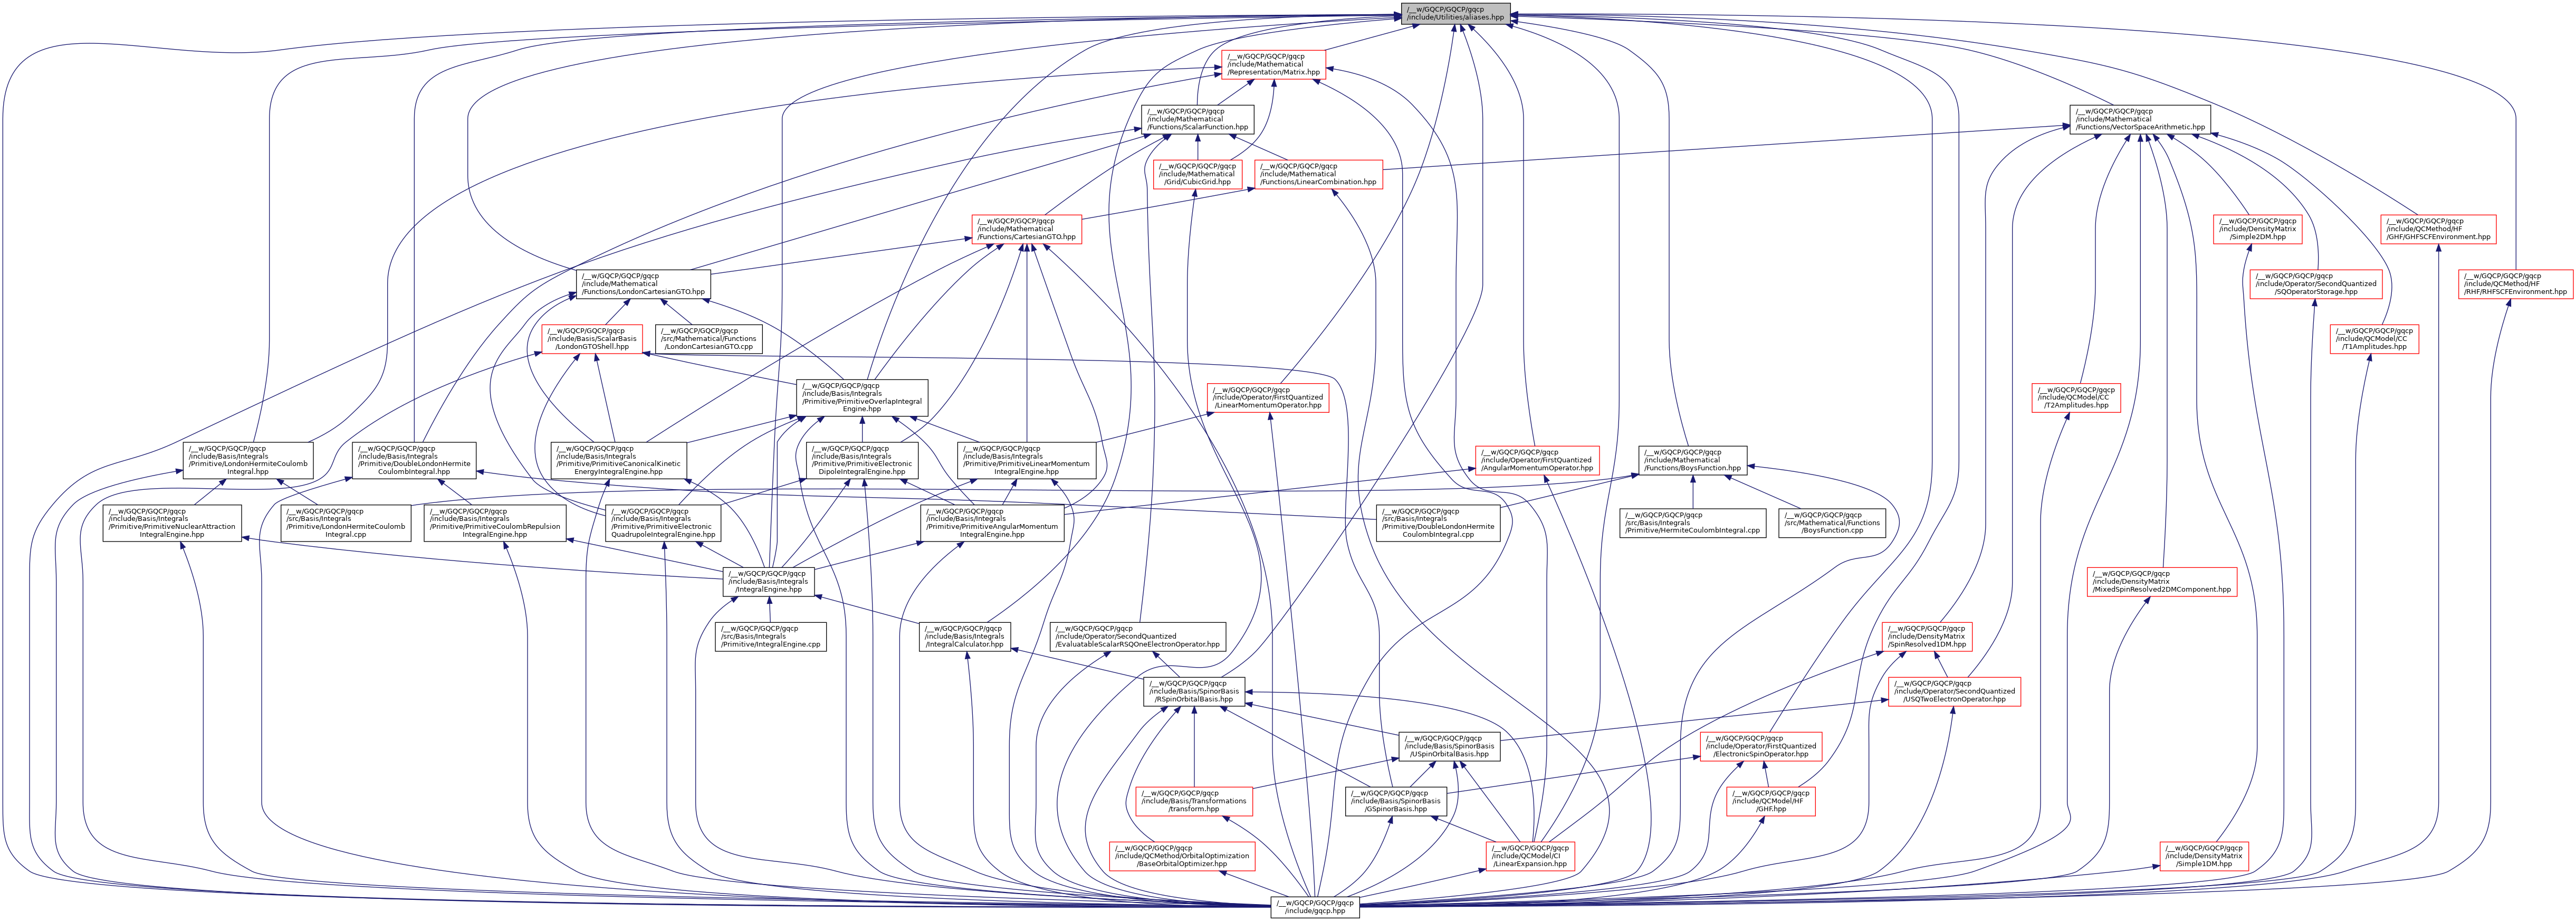 /__w/GQCP/GQCP/gqcp
/include/Utilities/aliases.hpp
/__w/GQCP/GQCP/gqcp
/include/Mathematical
/Representation/Matrix.hpp
/__w/GQCP/GQCP/gqcp
/include/Mathematical
/Functions/ScalarFunction.hpp
/__w/GQCP/GQCP/gqcp
/include/Mathematical
/Functions/VectorSpaceArithmetic.hpp
/__w/GQCP/GQCP/gqcp
/include/Mathematical
/Grid/CubicGrid.hpp
/__w/GQCP/GQCP/gqcp
/include/Mathematical
/Functions/LinearCombination.hpp
/__w/GQCP/GQCP/gqcp
/include/Mathematical
/Functions/CartesianGTO.hpp
/__w/GQCP/GQCP/gqcp
/include/DensityMatrix
/Simple2DM.hpp
/__w/GQCP/GQCP/gqcp
/include/QCMethod/HF
/GHF/GHFSCFEnvironment.hpp
/__w/GQCP/GQCP/gqcp
/include/Mathematical
/Functions/LondonCartesianGTO.hpp
/__w/GQCP/GQCP/gqcp
/include/Operator/SecondQuantized
/SQOperatorStorage.hpp
/__w/GQCP/GQCP/gqcp
/include/QCMethod/HF
/RHF/RHFSCFEnvironment.hpp
/__w/GQCP/GQCP/gqcp
/include/Basis/ScalarBasis
/LondonGTOShell.hpp
/__w/GQCP/GQCP/gqcp
/src/Mathematical/Functions
/LondonCartesianGTO.cpp
/__w/GQCP/GQCP/gqcp
/include/QCModel/CC
/T1Amplitudes.hpp
/__w/GQCP/GQCP/gqcp
/include/Basis/Integrals
/Primitive/PrimitiveOverlapIntegral
Engine.hpp
/__w/GQCP/GQCP/gqcp
/include/Operator/FirstQuantized
/LinearMomentumOperator.hpp
/__w/GQCP/GQCP/gqcp
/include/QCModel/CC
/T2Amplitudes.hpp
/__w/GQCP/GQCP/gqcp
/include/Basis/Integrals
/Primitive/LondonHermiteCoulomb
Integral.hpp
/__w/GQCP/GQCP/gqcp
/include/Basis/Integrals
/Primitive/DoubleLondonHermite
CoulombIntegral.hpp
/__w/GQCP/GQCP/gqcp
/include/Basis/Integrals
/Primitive/PrimitiveCanonicalKinetic
EnergyIntegralEngine.hpp
/__w/GQCP/GQCP/gqcp
/include/Basis/Integrals
/Primitive/PrimitiveElectronic
DipoleIntegralEngine.hpp
/__w/GQCP/GQCP/gqcp
/include/Basis/Integrals
/Primitive/PrimitiveLinearMomentum
IntegralEngine.hpp
/__w/GQCP/GQCP/gqcp
/include/Operator/FirstQuantized
/AngularMomentumOperator.hpp
/__w/GQCP/GQCP/gqcp
/include/Mathematical
/Functions/BoysFunction.hpp
/__w/GQCP/GQCP/gqcp
/include/Basis/Integrals
/Primitive/PrimitiveNuclearAttraction
IntegralEngine.hpp
/__w/GQCP/GQCP/gqcp
/src/Basis/Integrals
/Primitive/LondonHermiteCoulomb
Integral.cpp
/__w/GQCP/GQCP/gqcp
/include/Basis/Integrals
/Primitive/PrimitiveCoulombRepulsion
IntegralEngine.hpp
/__w/GQCP/GQCP/gqcp
/include/Basis/Integrals
/Primitive/PrimitiveElectronic
QuadrupoleIntegralEngine.hpp
/__w/GQCP/GQCP/gqcp
/include/Basis/Integrals
/Primitive/PrimitiveAngularMomentum
IntegralEngine.hpp
/__w/GQCP/GQCP/gqcp
/src/Basis/Integrals
/Primitive/DoubleLondonHermite
CoulombIntegral.cpp
/__w/GQCP/GQCP/gqcp
/src/Basis/Integrals
/Primitive/HermiteCoulombIntegral.cpp
/__w/GQCP/GQCP/gqcp
/src/Mathematical/Functions
/BoysFunction.cpp
/__w/GQCP/GQCP/gqcp
/include/Basis/Integrals
/IntegralEngine.hpp
/__w/GQCP/GQCP/gqcp
/include/DensityMatrix
/MixedSpinResolved2DMComponent.hpp
/__w/GQCP/GQCP/gqcp
/src/Basis/Integrals
/Primitive/IntegralEngine.cpp
/__w/GQCP/GQCP/gqcp
/include/Basis/Integrals
/IntegralCalculator.hpp
/__w/GQCP/GQCP/gqcp
/include/Operator/SecondQuantized
/EvaluatableScalarRSQOneElectronOperator.hpp
/__w/GQCP/GQCP/gqcp
/include/DensityMatrix
/SpinResolved1DM.hpp
/__w/GQCP/GQCP/gqcp
/include/Basis/SpinorBasis
/RSpinOrbitalBasis.hpp
/__w/GQCP/GQCP/gqcp
/include/Operator/SecondQuantized
/USQTwoElectronOperator.hpp
/__w/GQCP/GQCP/gqcp
/include/Basis/SpinorBasis
/USpinOrbitalBasis.hpp
/__w/GQCP/GQCP/gqcp
/include/Operator/FirstQuantized
/ElectronicSpinOperator.hpp
/__w/GQCP/GQCP/gqcp
/include/Basis/Transformations
/transform.hpp
/__w/GQCP/GQCP/gqcp
/include/Basis/SpinorBasis
/GSpinorBasis.hpp
/__w/GQCP/GQCP/gqcp
/include/QCModel/HF
/GHF.hpp
/__w/GQCP/GQCP/gqcp
/include/QCMethod/OrbitalOptimization
/BaseOrbitalOptimizer.hpp
/__w/GQCP/GQCP/gqcp
/include/QCModel/CI
/LinearExpansion.hpp
/__w/GQCP/GQCP/gqcp
/include/DensityMatrix
/Simple1DM.hpp
/__w/GQCP/GQCP/gqcp
/include/gqcp.hpp